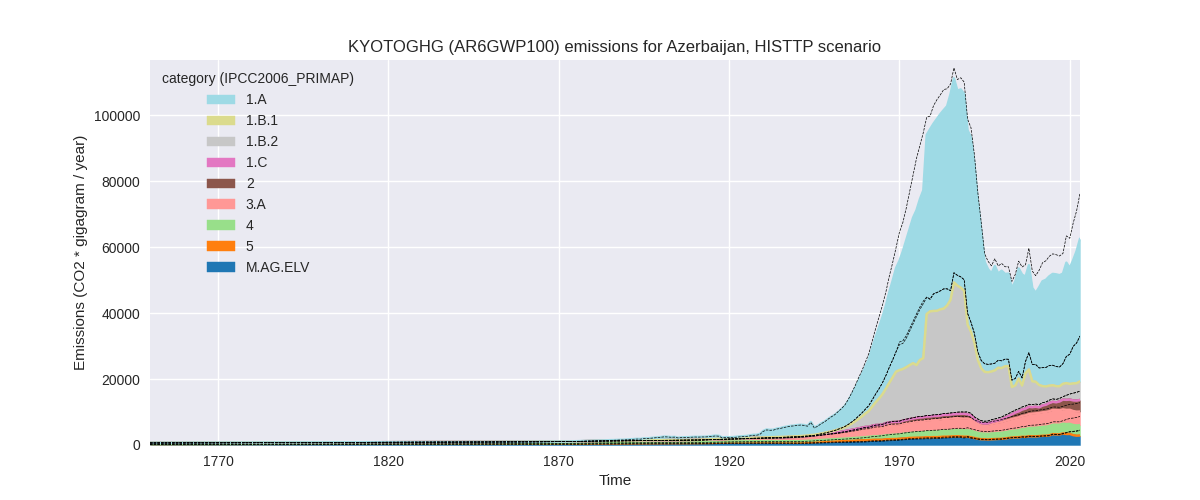 KYOTOGHG (AR6GWP100) emissions for Azerbaijan, HISTTP scenario
category (IPCC2006_PRIMAP)
1.A
1.B.1
1.B.2
1.C
2
3.A
4
5
M.AG.ELV
Emissions (CO2 * gigagram / year)
100000
80000
60000
40000
20000
0
1770
1820
1870
1920
1970
2020
Time